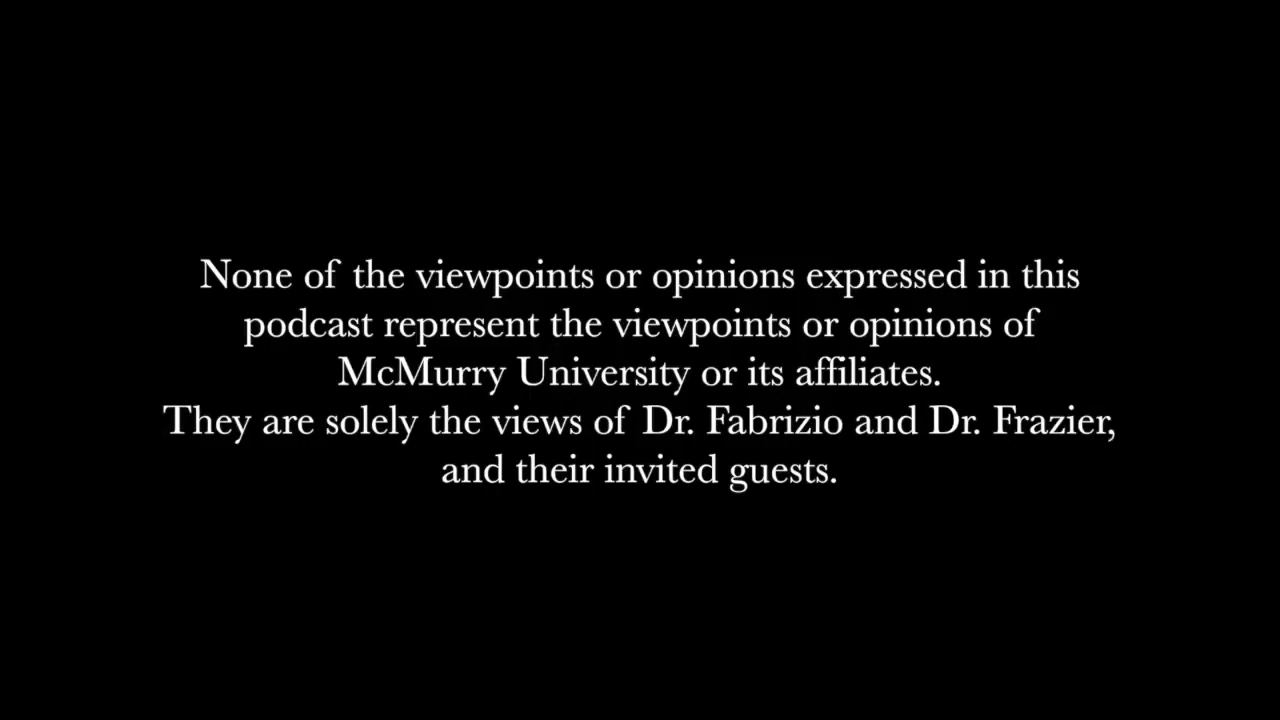 None of the viewpoints or opinions expressed in this
podcast represent the viewpoints or opinions of
McMurry University or its affiliates.
They are solely the views of Dr. Fabrizio and Dr. Frazier,
and their invited guests.